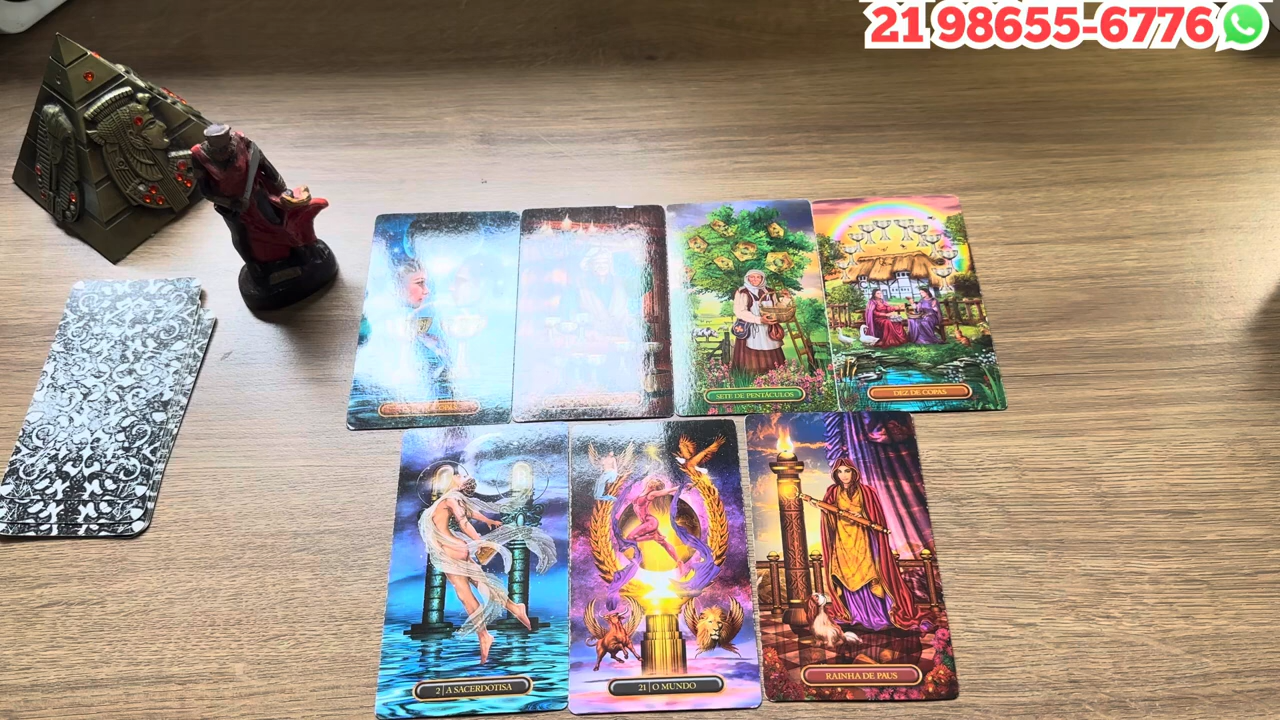 21 98655-6776
SETE DE PENTÁCULOS
DEZ DE COPAS
2 | A SACERDOTISA
21 | O MUNDO
RAINHA DE PAUS